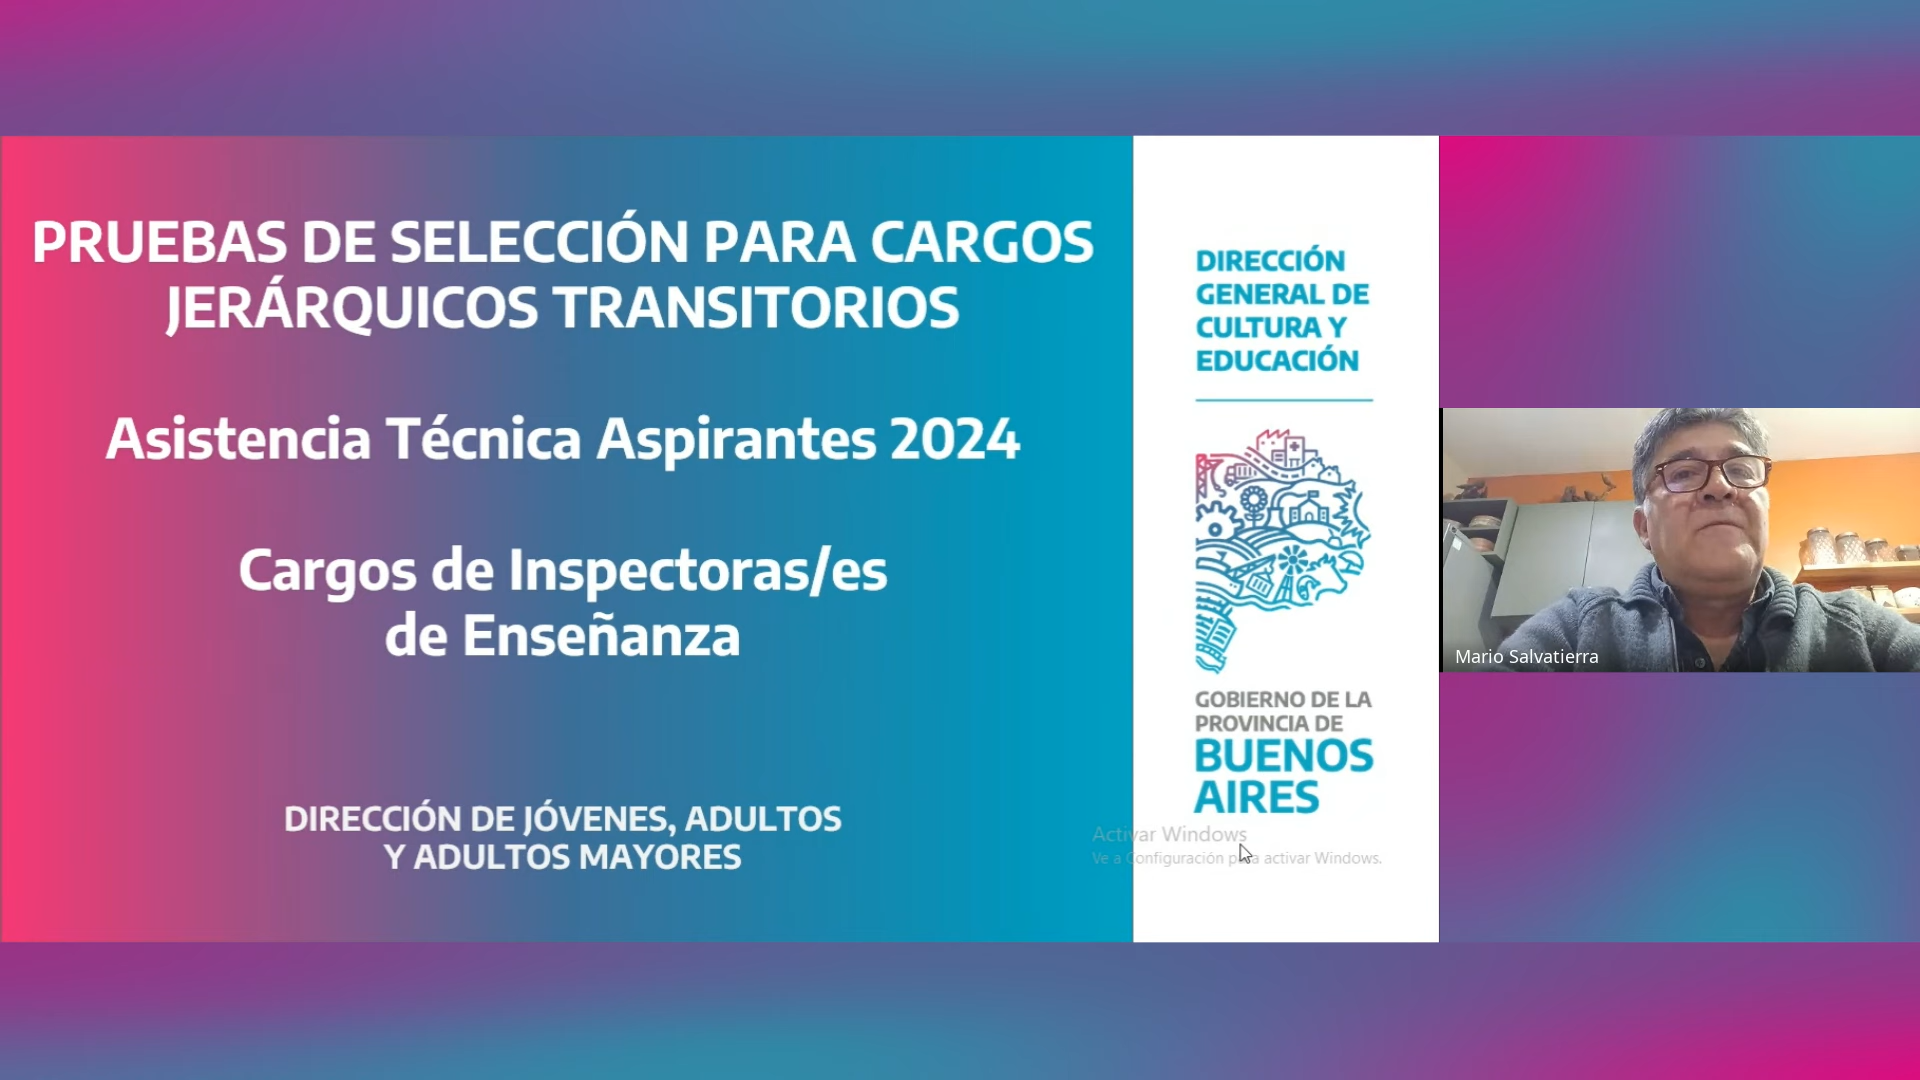 PRUEBAS DE SELECCIÓN PARA CARGOS
JERÁRQUICOS TRANSITORIOS
Asistencia Técnica Aspirantes 2024
Cargos de Inspectoras/es
de Enseñanza
DIRECCIÓN DE JÓVENES, ADULTOS
Y ADULTOS MAYORES
DIRECCIÓN
GENERAL DE
CULTURA Y
EDUCACIÓN
GOBIERNO DE LA
PROVINCIA DE
BUENOS
AIRES
Activar Windows
Ve a Configuración para activar Windows.
Mario Salvatierra